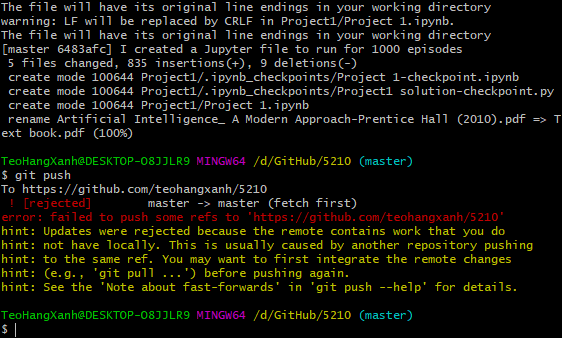 The file will have its original line endings in your working directory
warning: LF will be replaced by CRLF in Project1/Project 1.ipynb.
The file will have its original line endings in your working directory
[master 6483afc] I created a Jupyter file to run for 1000 episodes
 5 files changed, 835 insertions(+), 9 deletions(-)
 create mode 100644 Project1/.ipynb_checkpoints/Project 1-checkpoint.ipynb
 create mode 100644 Project1/.ipynb_checkpoints/Project1 solution-checkpoint.py
 create mode 100644 Project1/Project 1.ipynb
 rename Artificial Intelligence_ A Modern Approach-Prentice Hall (2010).pdf => T
ext book.pdf (100%)
TeoHangXanh@DESKTOP-O8JJLR9 MINGW64 /d/GitHub/5210 (master)
$ git push
To https://github.com/teohangxanh/5210
 ! [rejected]        master -> master (fetch first)
error: failed to push some refs to 'https://github.com/teohangxanh/5210'
hint: Updates were rejected because the remote contains work that you do
hint: not have locally. This is usually caused by another repository pushing
hint: to the same ref. You may want to first integrate the remote changes
hint: (e.g., 'git pull ...') before pushing again.
hint: See the 'Note about fast-forwards' in 'git push --help' for details.
TeoHangXanh@DESKTOP-O8JJLR9 MINGW64 /d/GitHub/5210 (master)
$